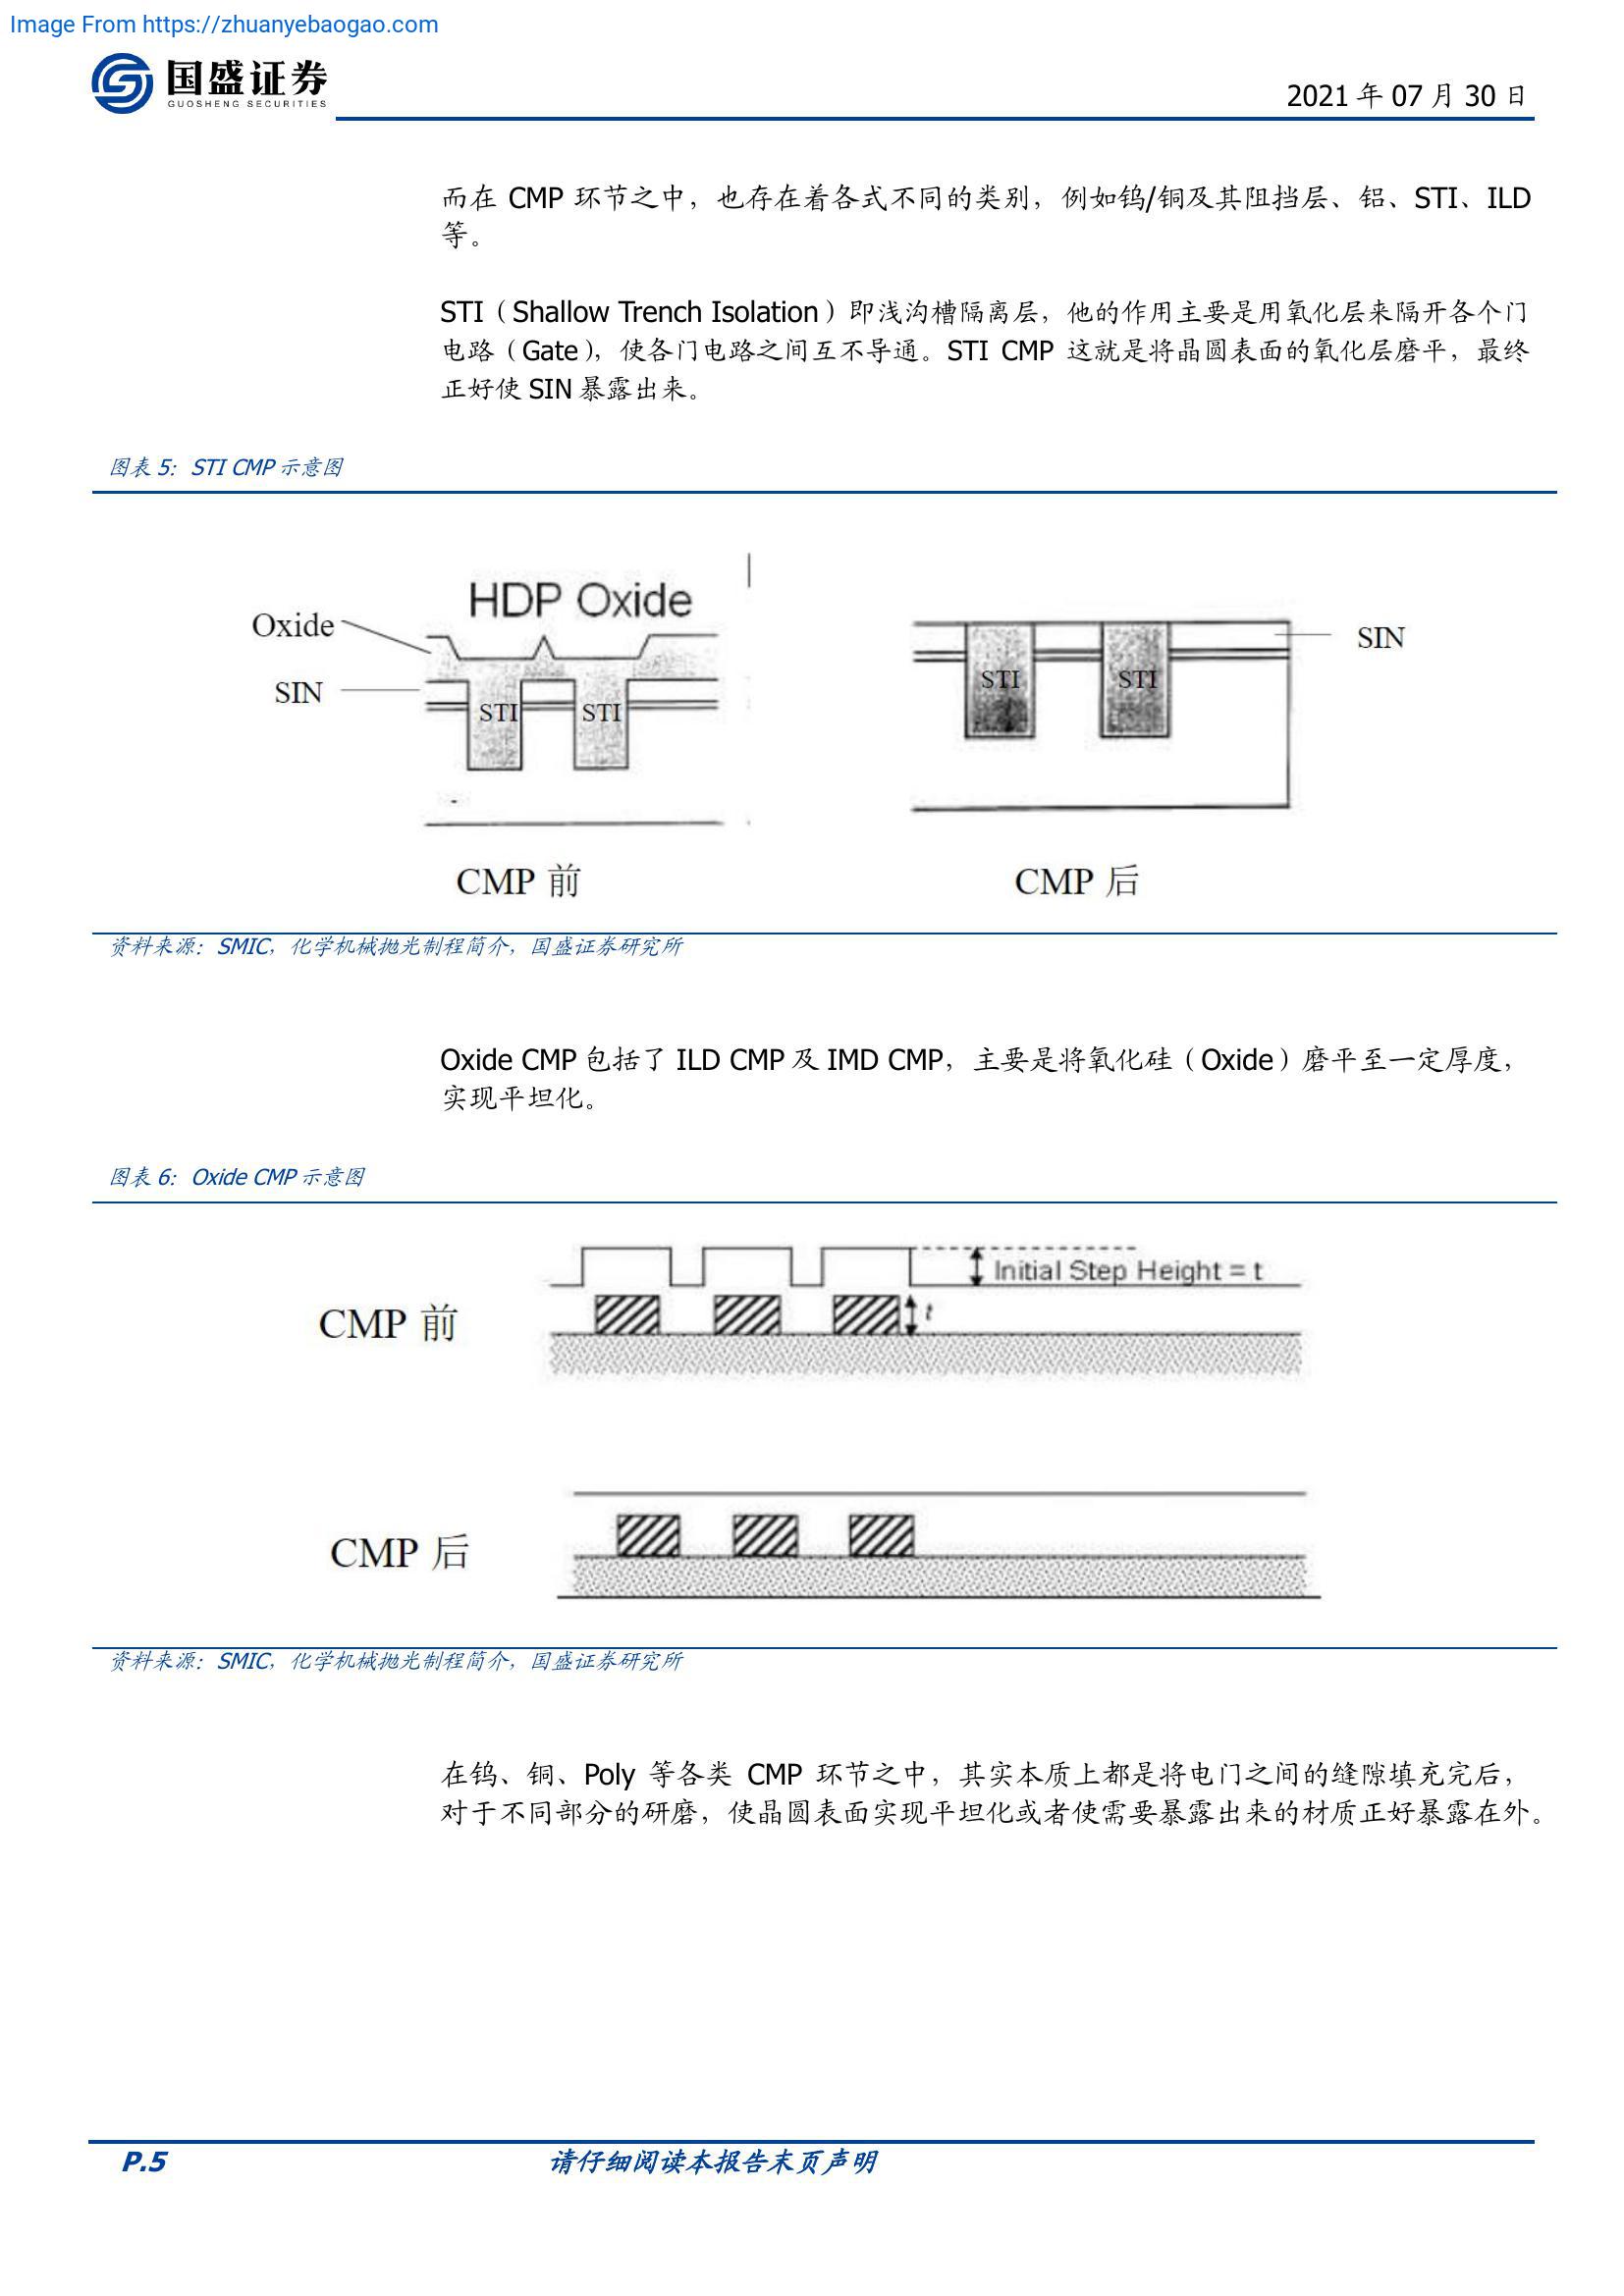 Image From https://zhuanyebaogao.com
国盛证券
GUOSHENG SECURITIES
2021 年 07 月 30 日
而在 CMP 环节之中，也存在着各式不同的类别，例如钨/铜及其阻挡层、铝、STI、ILD
等。
STI（Shallow Trench Isolation）即浅沟槽隔离层，他的作用主要是用氧化层来隔开各个门
电路（Gate），使各门电路之间互不导通。STI CMP 这就是将晶圆表面的氧化层磨平，最终
正好使 SIN 暴露出来。
图表 5：STI CMP 示意图
HDP Oxide
Oxide
SIN
STI STI
STI STI
SIN
CMP 前
CMP 后
资料来源：SMIC，化学机械抛光制程简介，国盛证券研究所
Oxide CMP 包括了 ILD CMP 及 IMD CMP，主要是将氧化硅（Oxide）磨平至一定厚度，
实现平坦化。
图表 6：Oxide CMP 示意图
Initial Step Height = t
CMP 前
t
CMP 后
资料来源：SMIC，化学机械抛光制程简介，国盛证券研究所
在钨、铜、Poly 等各类 CMP 环节之中，其实本质上都是将电门之间的缝隙填充完后，
对于不同部分的研磨，使晶圆表面实现平坦化或者使需要暴露出来的材质正好暴露在外。
P.5
请仔细阅读本报告末页声明